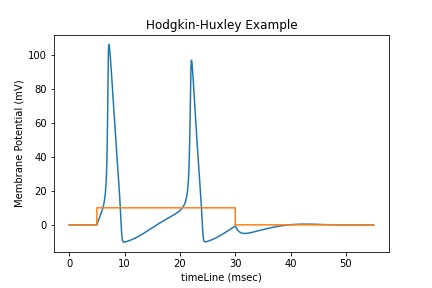 Hodgkin-Huxley Example
Membrane Potential (mV)
100
80
60
40
20
0
0 10 20 30 40 50
timeLine (msec)